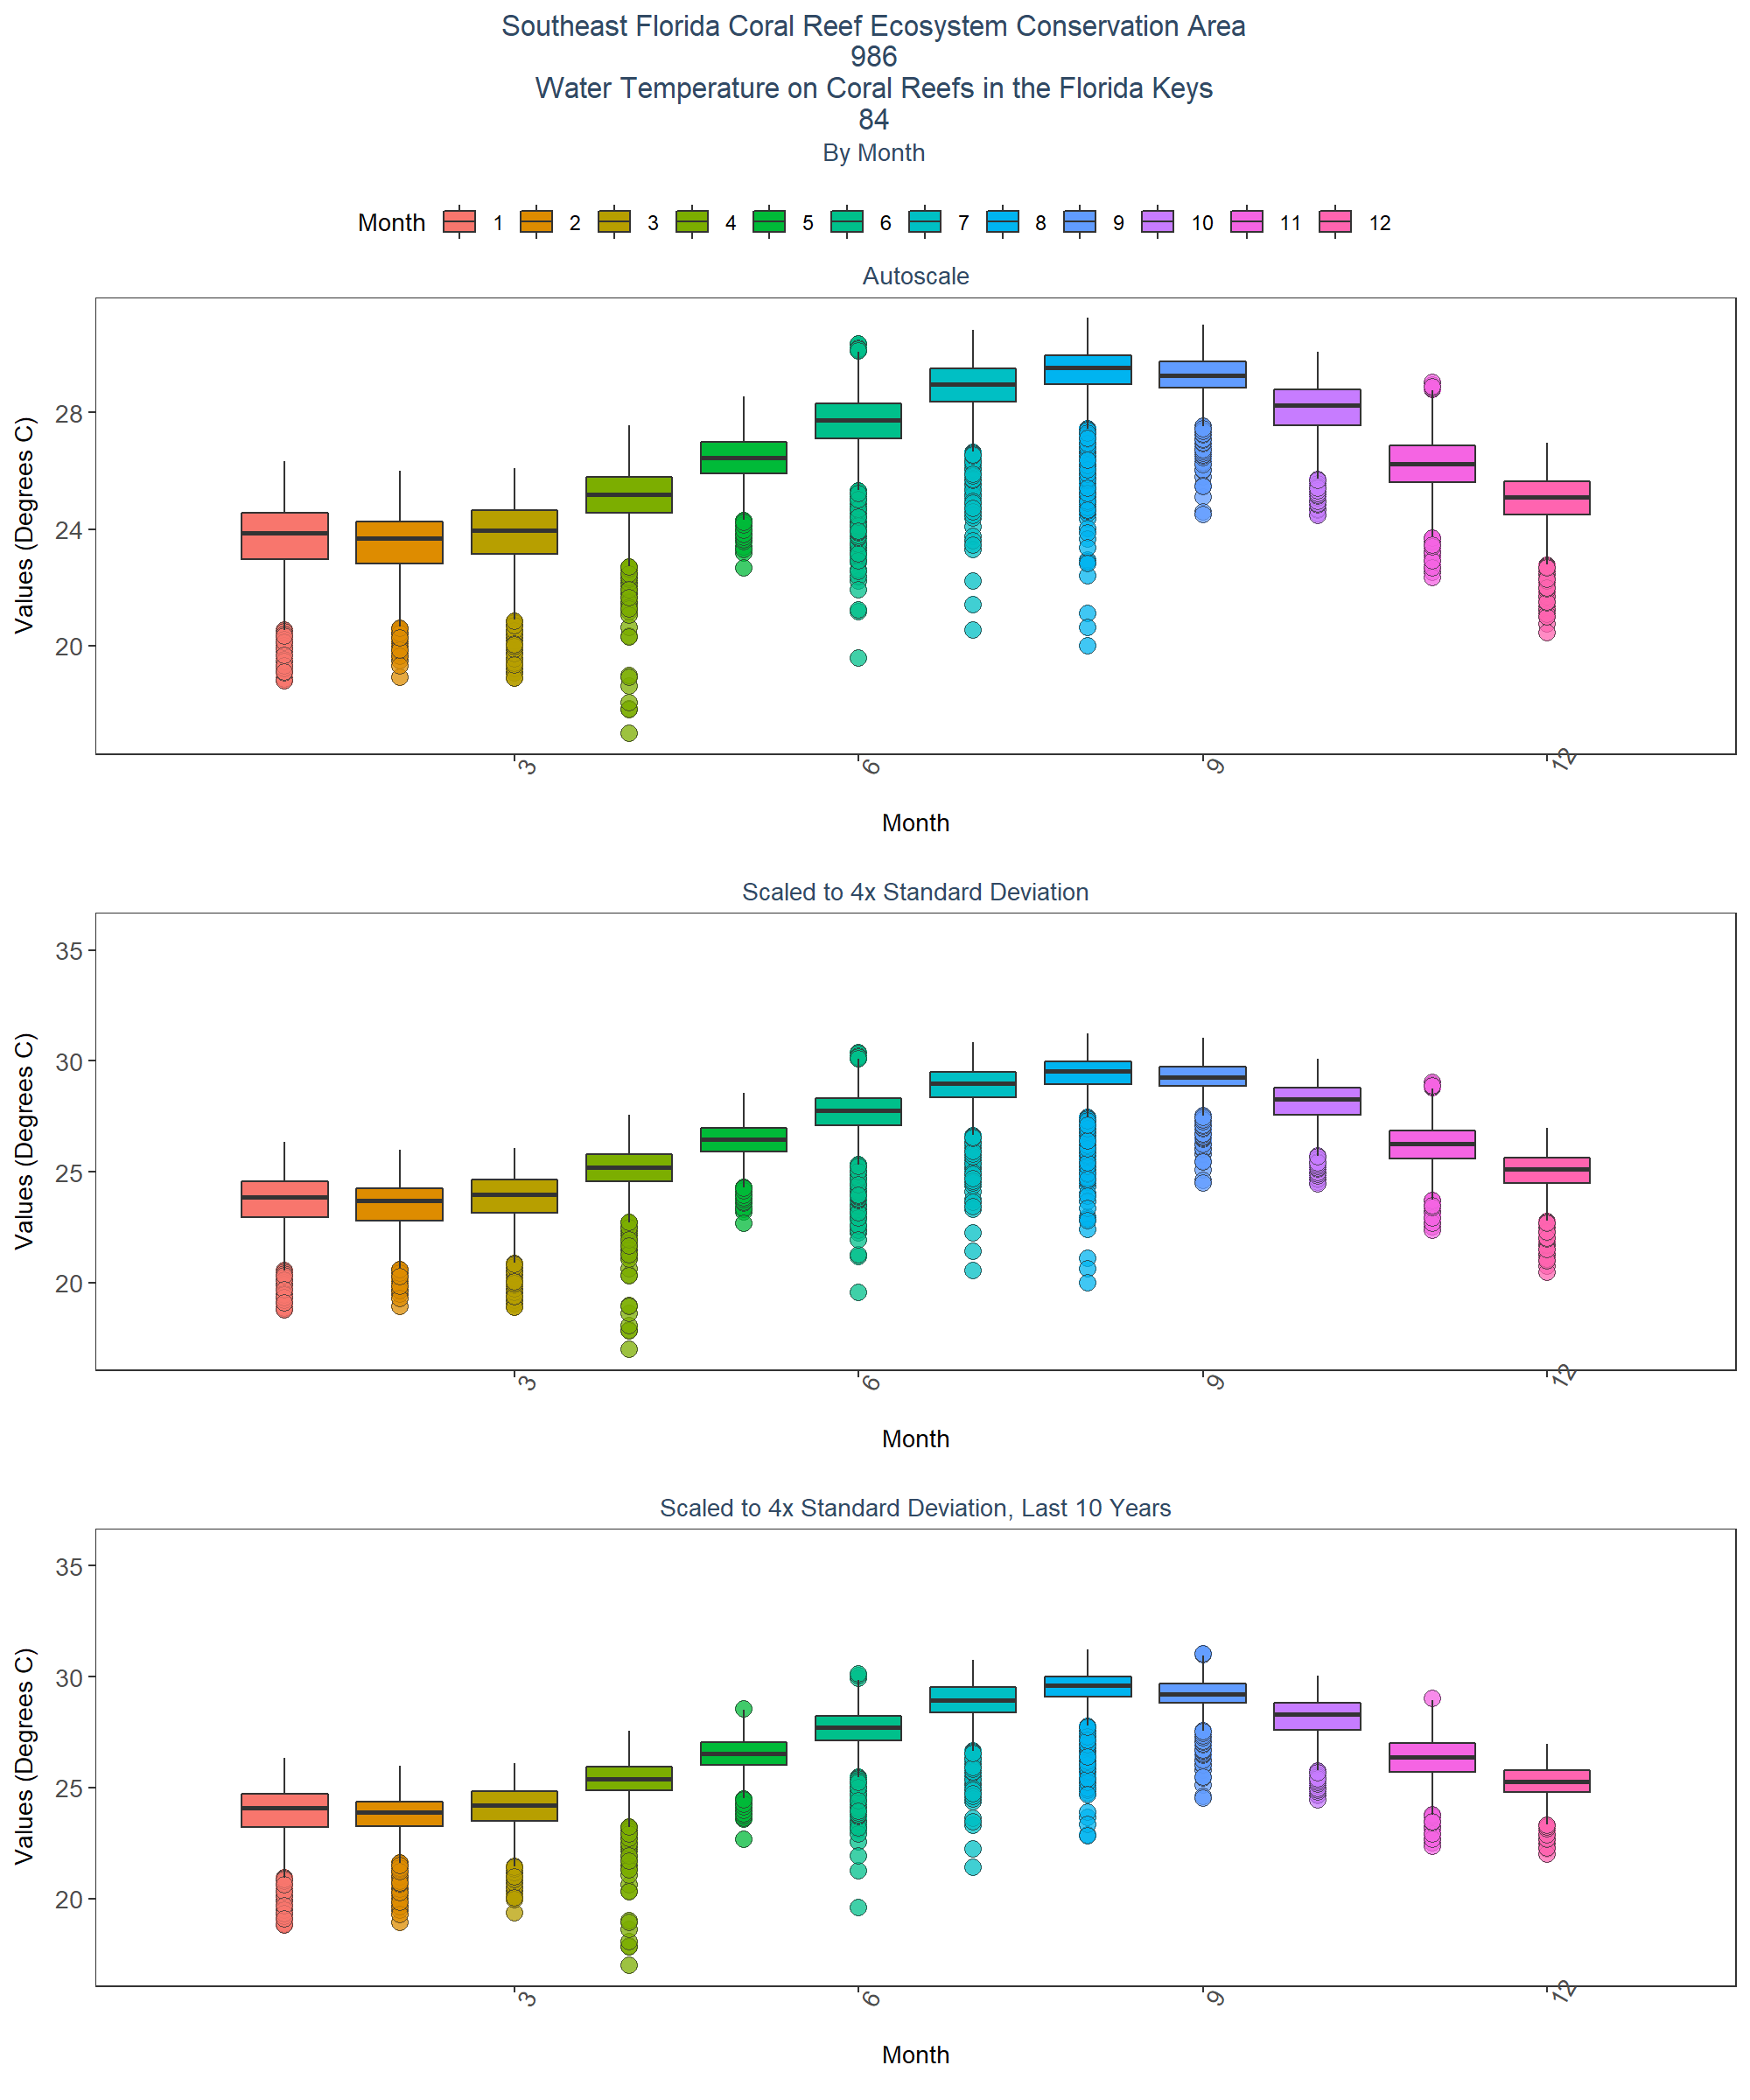 Southeast Florida Coral Reef Ecosystem Conservation Area
986
Water Temperature on Coral Reefs in the Florida Keys
84
By Month
Month 1 2 3 4 5 6 7 8 9 10 11 12
Autoscale
Values (Degrees C)
28
24
20
3 6 9 12
Month
Scaled to 4x Standard Deviation
Values (Degrees C)
35
30
25
20
3 6 9 12
Month
Scaled to 4x Standard Deviation, Last 10 Years
Values (Degrees C)
35
30
25
20
3 6 9 12
Month